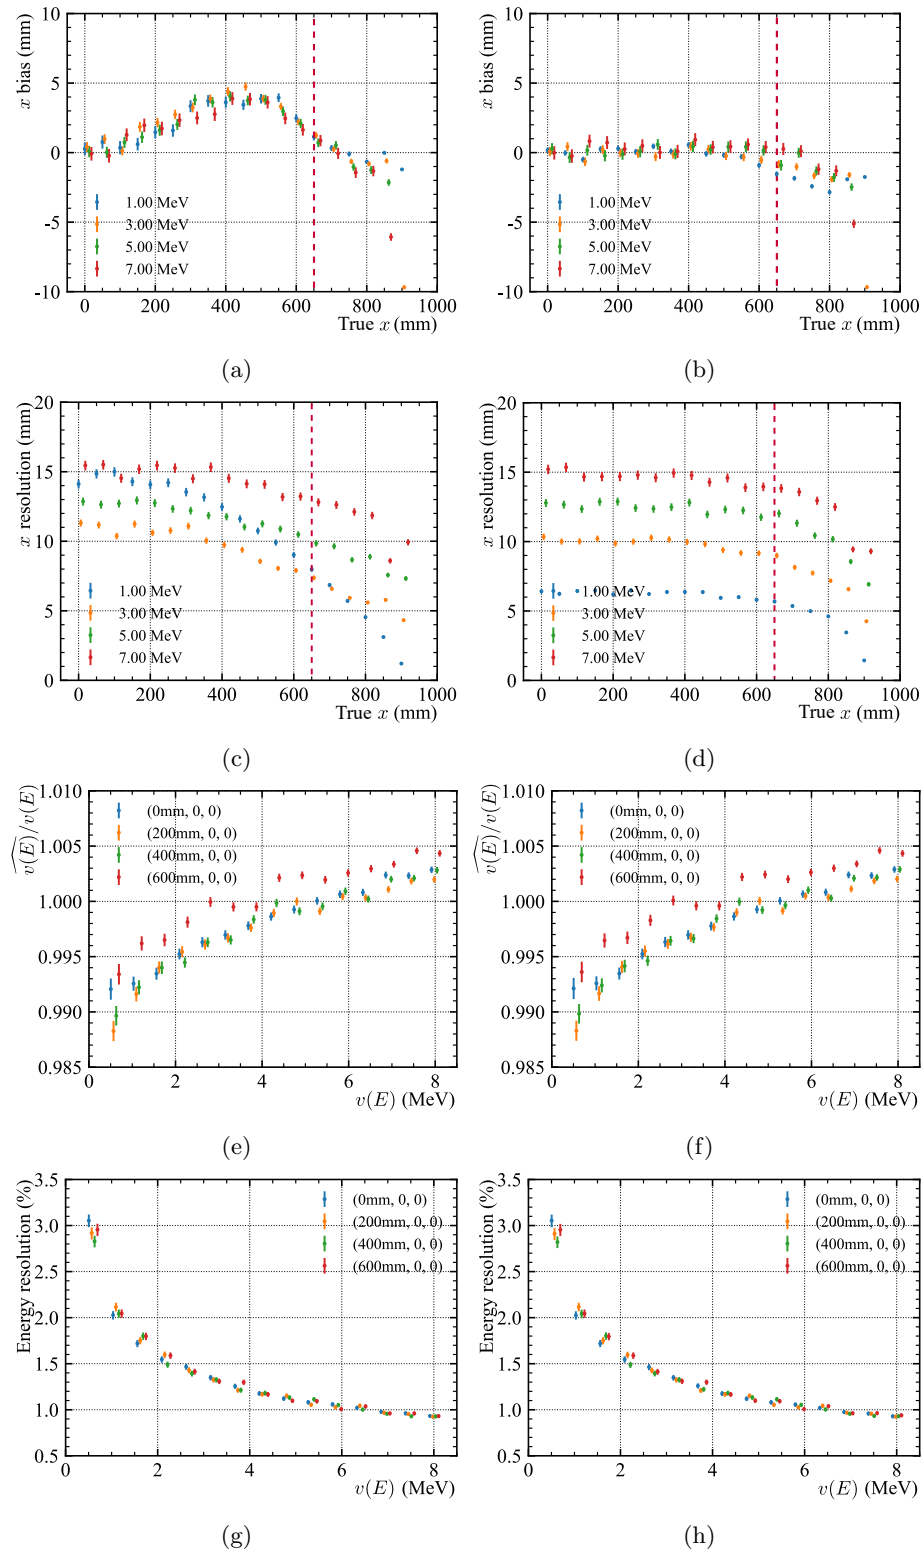 x bias (mm)
10
5
0
-5
-10
1.00 MeV
3.00 MeV
5.00 MeV
7.00 MeV
0 200 400 600 800 1000
True x (mm)
(a)
x bias (mm)
10
5
0
-5
-10
1.00 MeV
3.00 MeV
5.00 MeV
7.00 MeV
0 200 400 600 800 1000
True x (mm)
(b)
x resolution (mm)
20
15
10
5
0
1.00 MeV
3.00 MeV
5.00 MeV
7.00 MeV
0 200 400 600 800 1000
True x (mm)
(c)
x resolution (mm)
20
15
10
5
0
1.00 MeV
3.00 MeV
5.00 MeV
7.00 MeV
0 200 400 600 800 1000
True x (mm)
(d)
\widehat{v(E)}/v(E)
1.010
1.005
1.000
0.995
0.990
0.985
(0mm, 0, 0)
(200mm, 0, 0)
(400mm, 0, 0)
(600mm, 0, 0)
0 2 4 6 8
v(E) (MeV)
(e)
\widehat{v(E)}/v(E)
1.010
1.005
1.000
0.995
0.990
0.985
(0mm, 0, 0)
(200mm, 0, 0)
(400mm, 0, 0)
(600mm, 0, 0)
0 2 4 6 8
v(E) (MeV)
(f)
Energy resolution (%)
3.5
3.0
2.5
2.0
1.5
1.0
0.5
(0mm, 0, 0)
(200mm, 0, 0)
(400mm, 0, 0)
(600mm, 0, 0)
0 2 4 6 8
v(E) (MeV)
(g)
Energy resolution (%)
3.5
3.0
2.5
2.0
1.5
1.0
0.5
(0mm, 0, 0)
(200mm, 0, 0)
(400mm, 0, 0)
(600mm, 0, 0)
0 2 4 6 8
v(E) (MeV)
(h)